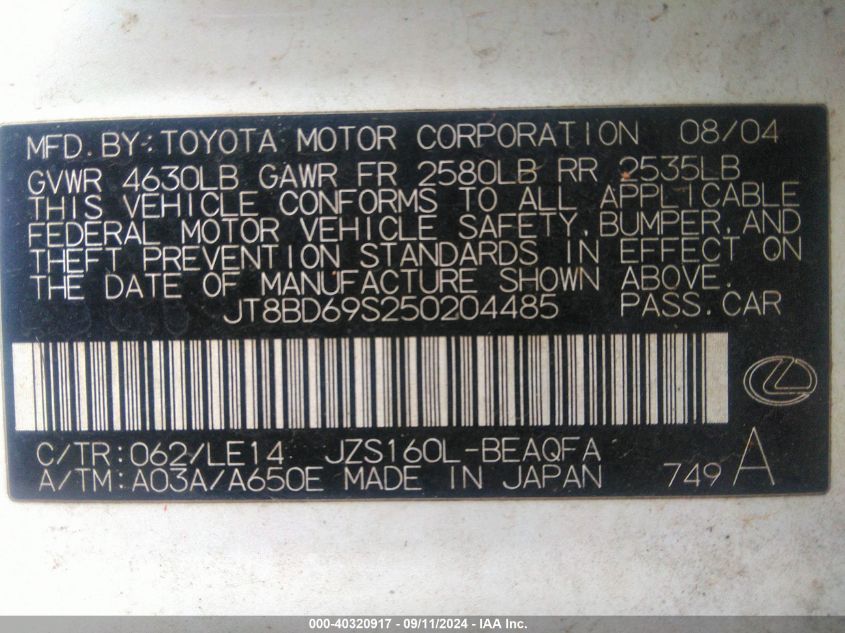 MFD. BY: TOYOTA MOTOR CORPORATION 08/04
GVWR 4630LB GAWR FR 2580LB RR 2535LB
THIS VEHICLE CONFORMS TO ALL APPLICABLE
FEDERAL MOTOR VEHICLE SAFETY, BUMPER, AND
THEFT PREVENTION STANDARDS IN EFFECT ON
THE DATE OF MANUFACTURE SHOWN ABOVE.
JT8BD69S250204485 PASS. CAR
C/TR: 062/LE14 JZS160L-BEAQFA
A/TM: A03A/A650E MADE IN JAPAN 749 A
000-40320917 - 09/11/2024 - IAA Inc.